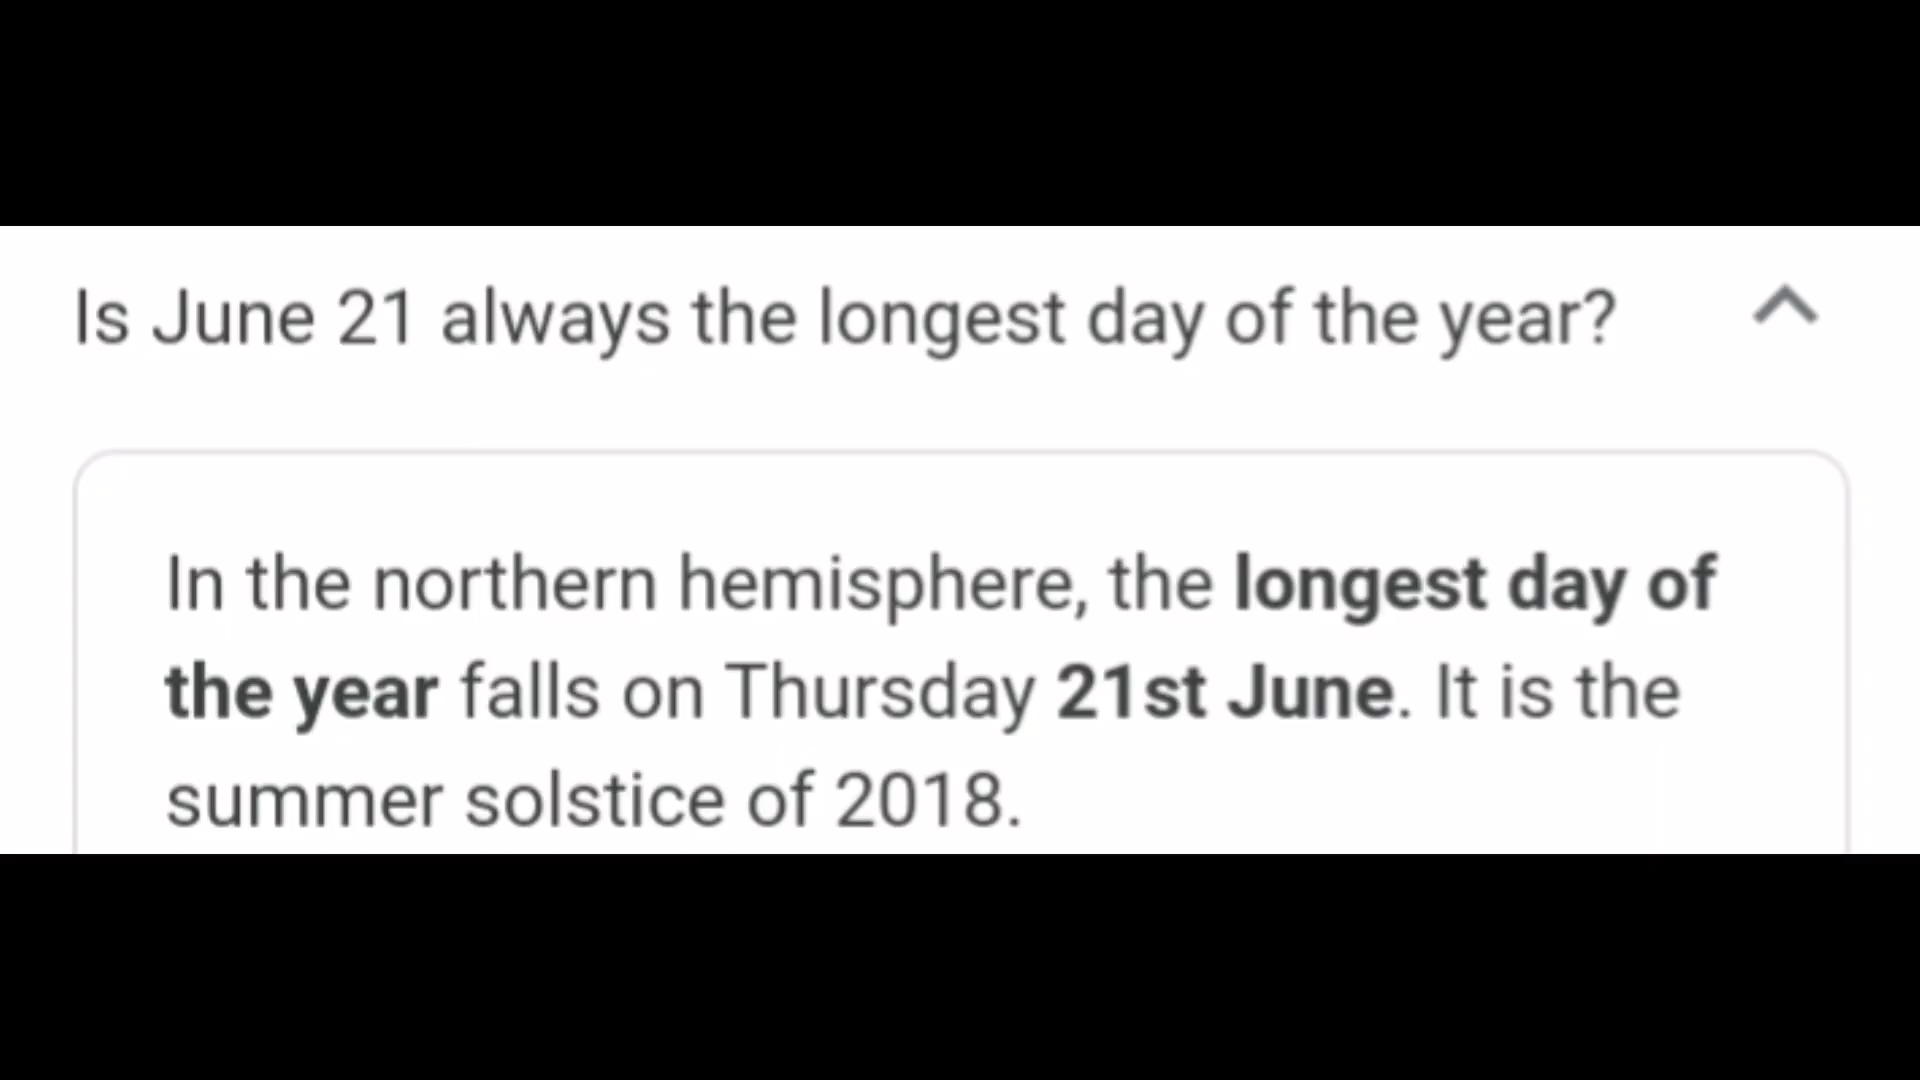 Is June 21 always the longest day of the year?
In the northern hemisphere, the longest day of
the year falls on Thursday 21st June. It is the
summer solstice of 2018.